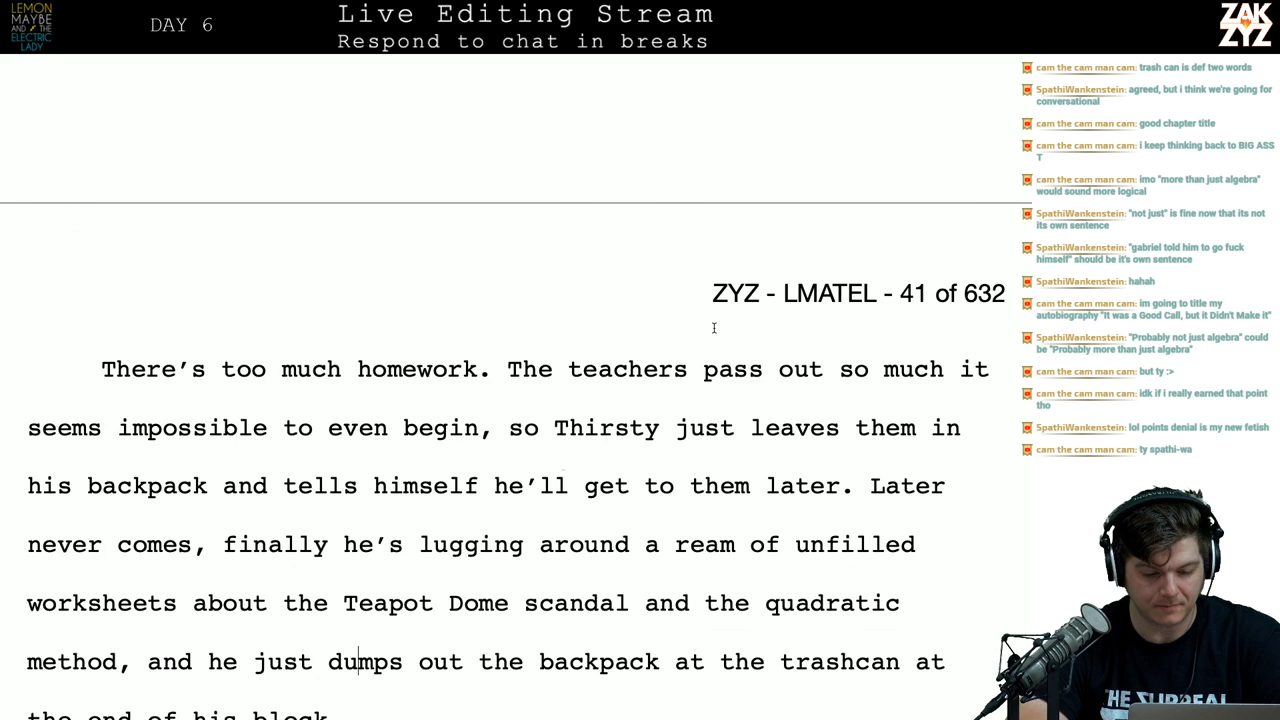 LEMON
MAYBE
AND THE
ELECTRIC
LADY
DAY 6
Live Editing Stream
Respond to chat in breaks
ZAK
ZYZ
cam the cam man cam: trash can is def two words
SpathiWankenstein: agreed, but i think we're going for
conversational
cam the cam man cam: good chapter title
cam the cam man cam: i keep thinking back to BIG ASS
T
cam the cam man cam: imo "more than just algebra"
would sound more logical
SpathiWankenstein: "not just" is fine now that its not
its own sentence
SpathiWankenstein: "gabriel told him to go fuck
himself" should be it's own sentence
SpathiWankenstein: hahah
cam the cam man cam: im going to title my
autobiography "It was a Good Call, but it Didn't Make it"
SpathiWankenstein: "Probably not just algebra" could
be "Probably more than just algebra"
cam the cam man cam: but ty :>
cam the cam man cam: idk if i really earned that point
tho
SpathiWankenstein: lol points denial is my new fetish
cam the cam man cam: ty spathi-wa
ZYZ - LMATEL - 41 of 632
There’s too much homework. The teachers pass out so much it
seems impossible to even begin, so Thirsty just leaves them in
his backpack and tells himself he’ll get to them later. Later
never comes, finally he’s lugging around a ream of unfilled
worksheets about the Teapot Dome scandal and the quadratic
method, and he just dumps out the backpack at the trashcan at
the end of his block.
THE SURREAL